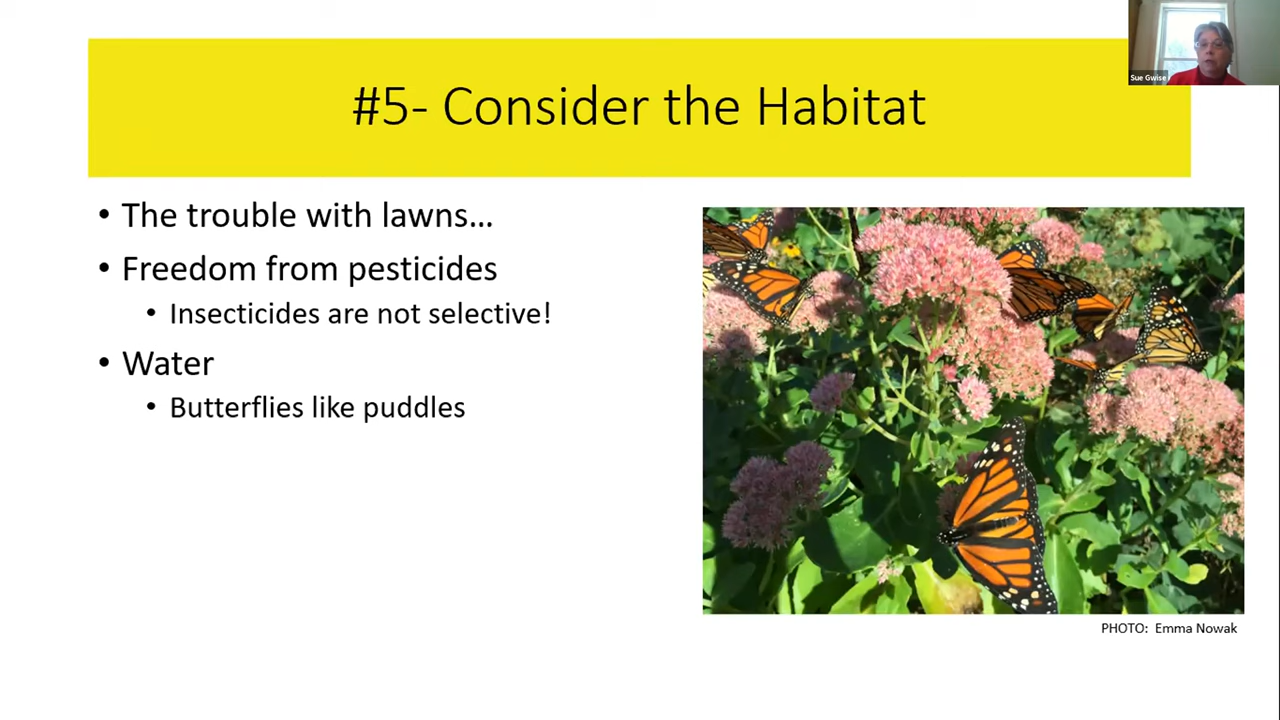 Sue Gwise
#5- Consider the Habitat
• The trouble with lawns...
• Freedom from pesticides
• Insecticides are not selective!
• Water
• Butterflies like puddles
PHOTO: Emma Nowak